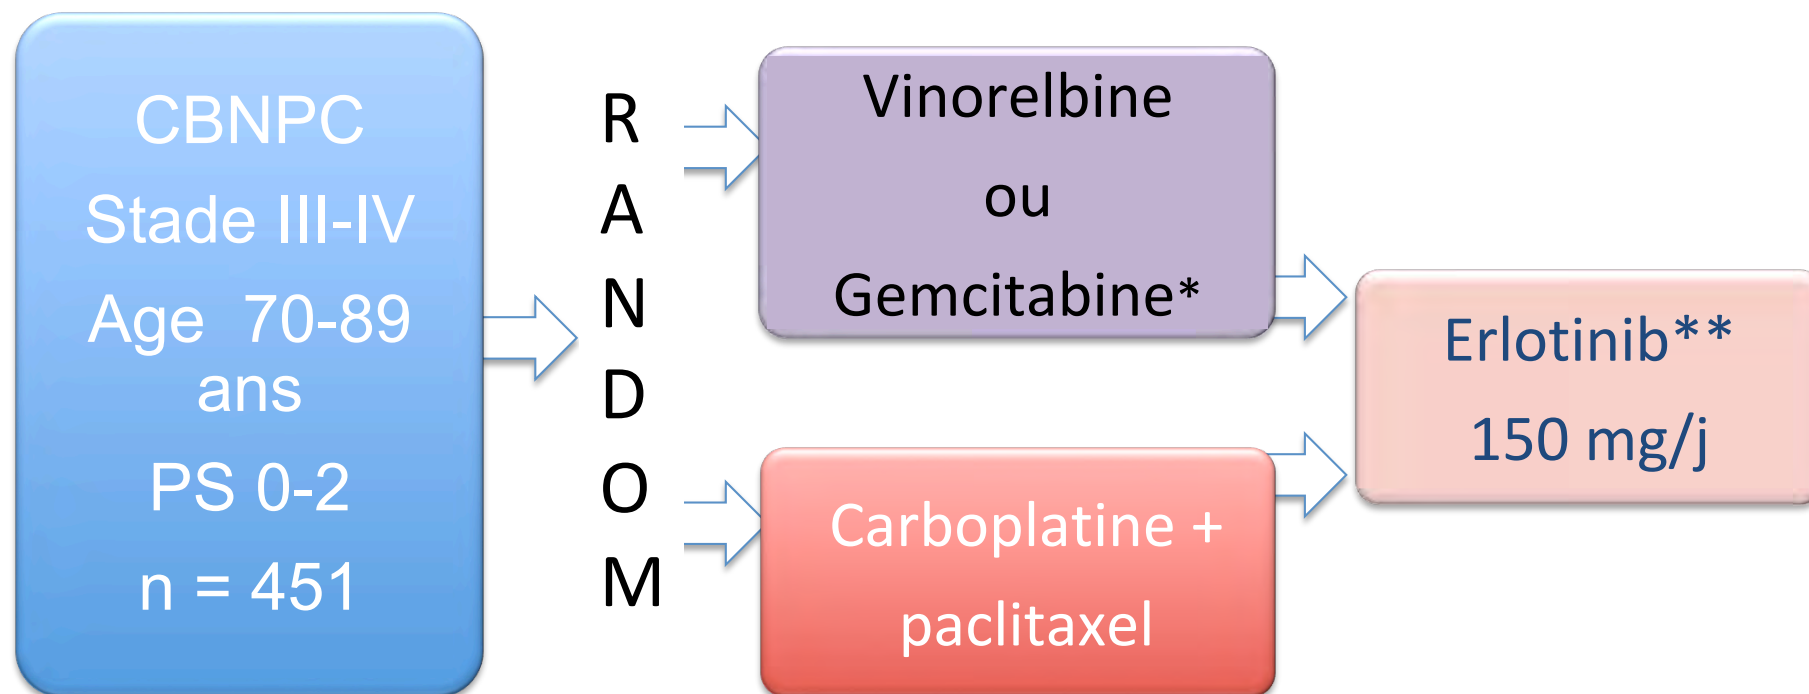 CBNPC
Stade III-IV
Age 70-89
ans
PS 0-2
n = 451
R
A
N
D
O
M
Vinorelbine
ou
Gemcitabine*
Carboplatine +
paclitaxel
Erlotinib**
150 mg/j